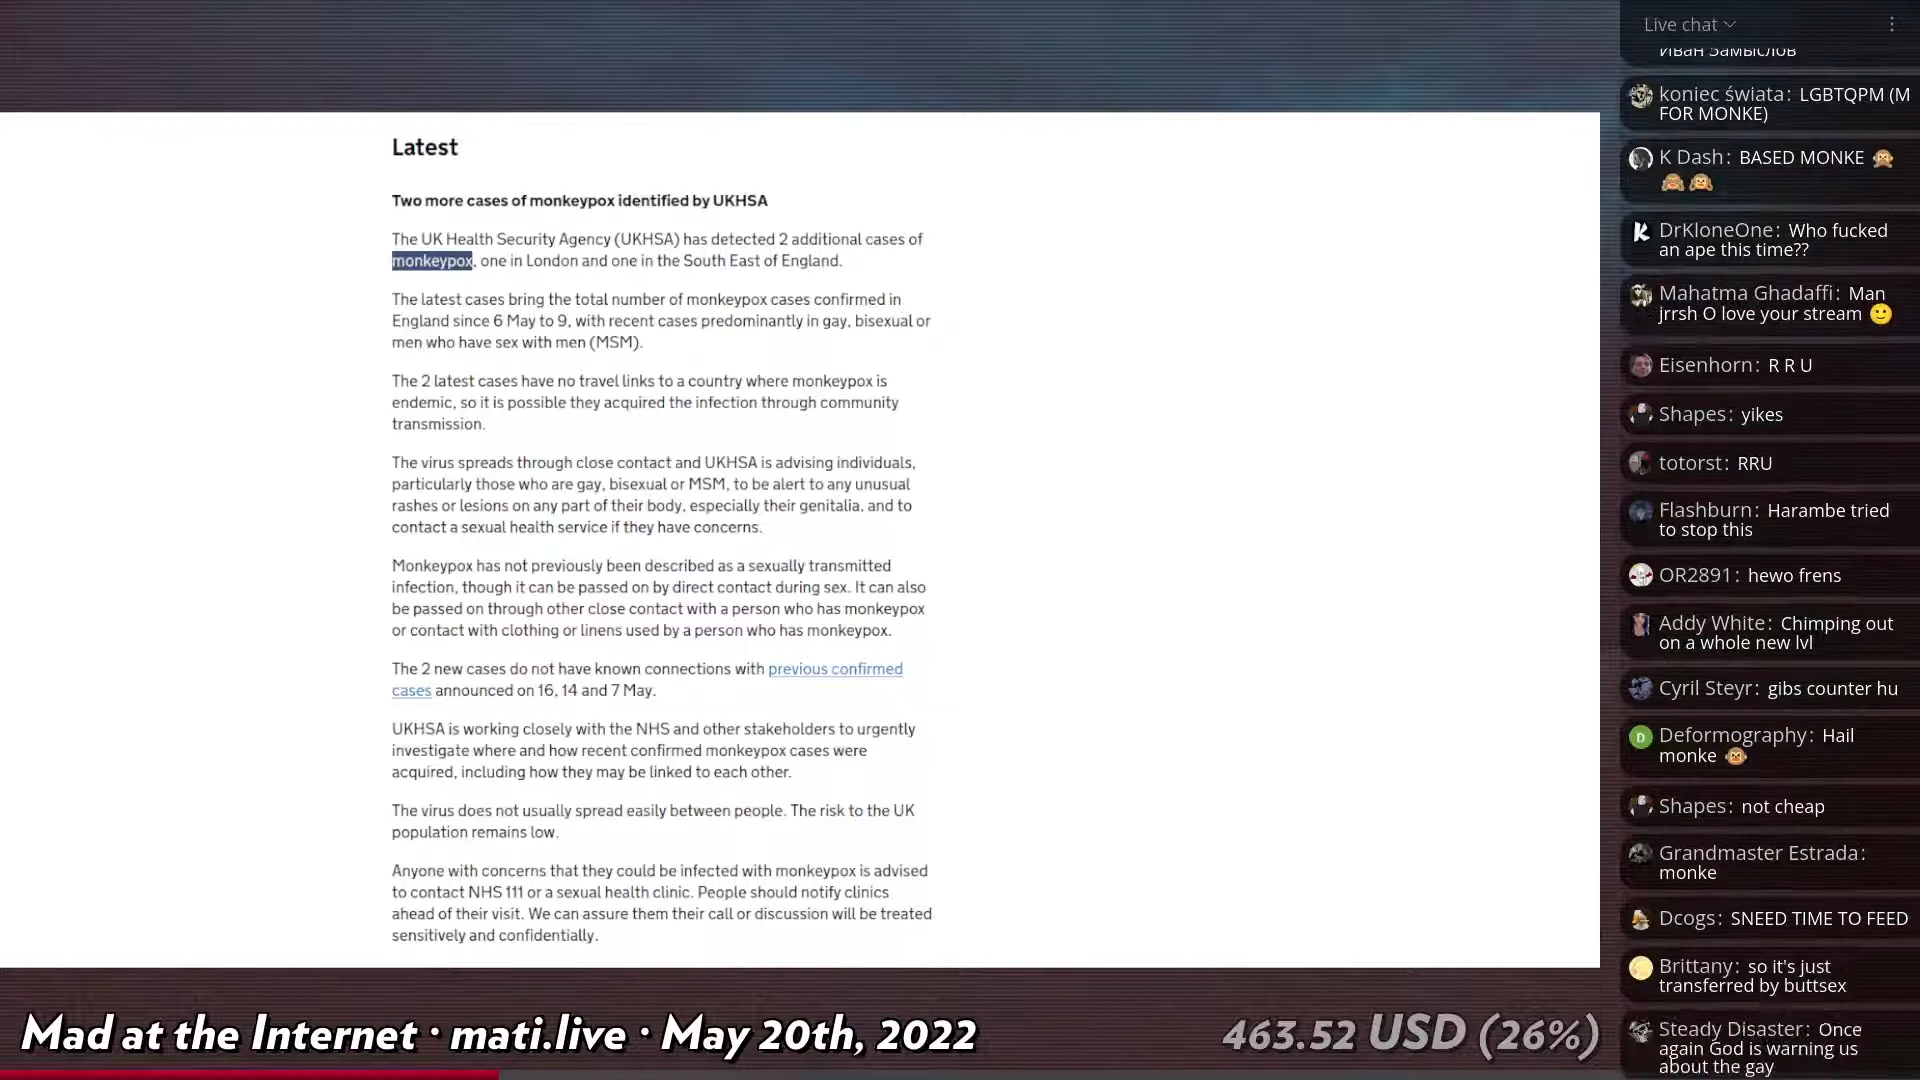 Latest
Two more cases of monkeypox identified by UKHSA
The UK Health Security Agency (UKHSA) has detected 2 additional cases of
monkeypox, one in London and one in the South East of England.
The latest cases bring the total number of monkeypox cases confirmed in
England since 6 May to 9, with recent cases predominantly in gay, bisexual or
men who have sex with men (MSM).
The 2 latest cases have no travel links to a country where monkeypox is
endemic, so it is possible they acquired the infection through community
transmission.
The virus spreads through close contact and UKHSA is advising individuals,
particularly those who are gay, bisexual or MSM, to be alert to any unusual
rashes or lesions on any part of their body, especially their genitalia, and to
contact a sexual health service if they have concerns.
Monkeypox has not previously been described as a sexually transmitted
infection, though it can be passed on by direct contact during sex. It can also
be passed on through other close contact with a person who has monkeypox
or contact with clothing or linens used by a person who has monkeypox.
The 2 new cases do not have known connections with previous confirmed
cases announced on 16, 14 and 7 May.
UKHSA is working closely with the NHS and other stakeholders to urgently
investigate where and how recent confirmed monkeypox cases were
acquired, including how they may be linked to each other.
The virus does not usually spread easily between people. The risk to the UK
population remains low.
Anyone with concerns that they could be infected with monkeypox is advised
to contact NHS 111 or a sexual health clinic. People should notify clinics
ahead of their visit. We can assure them their call or discussion will be treated
sensitively and confidentially.
Mad at the Internet · mati.live · May 20th, 2022
463.52 USD (26%)
Live chat
Иван Замыслов
koniec świata: LGBTQPM (M
FOR MONKE)
K Dash: BASED MONKE 🙊
🙈🙉
DrKloneOne: Who fucked
an ape this time??
Mahatma Ghadaffi: Man
jrrsh O love your stream 🙂
Eisenhorn: R R U
Shapes: yikes
totorst: RRU
Flashburn: Harambe tried
to stop this
OR2891: hewo frens
Addy White: Chimping out
on a whole new lvl
Cyril Steyr: gibs counter hu
D
Deformography: Hail
monke 🐵
Shapes: not cheap
Grandmaster Estrada:
monke
Dcogs: SNEED TIME TO FEED
Brittany: so it's just
transferred by buttsex
Steady Disaster: Once
again God is warning us
about the gay